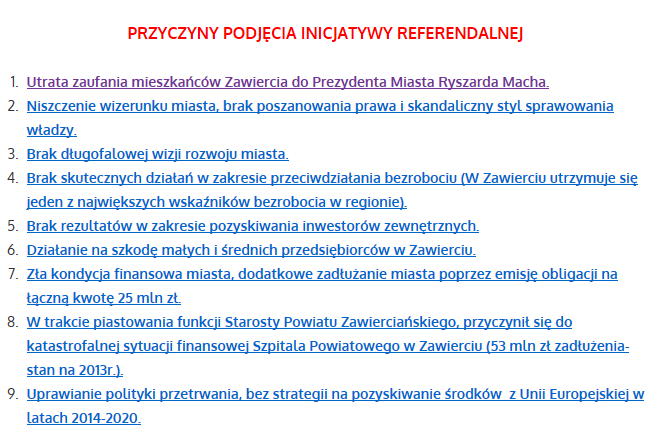 PRZYCZYNY PODJĘCIA INICJATYWY REFERENDALNEJ
1. Utrata zaufania mieszkańców Zawiercia do Prezydenta Miasta Ryszarda Macha.
2. Niszczenie wizerunku miasta, brak poszanowania prawa i skandaliczny styl sprawowania
władzy.
3. Brak długofalowej wizji rozwoju miasta.
4. Brak skutecznych działań w zakresie przeciwdziałania bezrobociu (W Zawierciu utrzymuje się
jeden z największych wskaźników bezrobocia w regionie).
5. Brak rezultatów w zakresie pozyskiwania inwestorów zewnętrznych.
6. Działanie na szkodę małych i średnich przedsiębiorców w Zawierciu.
7. Zła kondycja finansowa miasta, dodatkowe zadłużanie miasta poprzez emisję obligacji na
łączną kwotę 25 mln zł.
8. W trakcie piastowania funkcji Starosty Powiatu Zawierciańskiego, przyczynił się do
katastrofalnej sytuacji finansowej Szpitala Powiatowego w Zawierciu (53 mln zł zadłużenia-
stan na 2013r.).
9. Uprawianie polityki przetrwania, bez strategii na pozyskiwanie środków  z Unii Europejskiej w
latach 2014-2020.